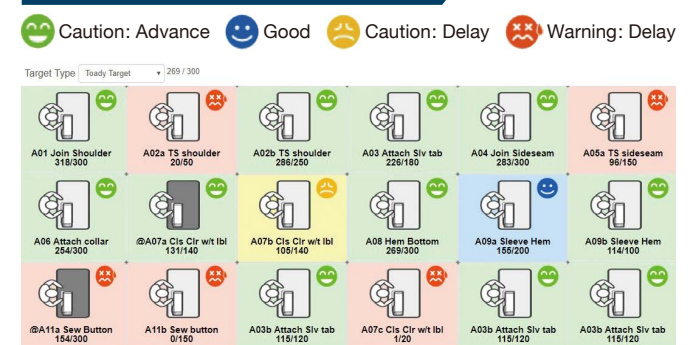 Caution: Advance Good Caution: Delay Warning: Delay
Target Type Toady Target 269 / 300
A01 Join Shoulder
318/300
A02a TS shoulder
20/50
A02b TS shoulder
286/250
A03 Attach Slv tab
226/180
A04 Join Sideseam
283/300
A05a TS sideseam
96/150
A06 Attach collar
254/300
@A07a Cls Clr w/t lbl
131/140
A07b Cls Clr w/t lbl
105/140
A08 Hem Bottom
269/300
A09a Sleeve Hem
155/200
A09b Sleeve Hem
114/100
@A11a Sew Button
154/300
A11b Sew button
0/150
A03b Attach Slv tab
115/120
A07c Cls Clr w/t lbl
1/20
A03b Attach Slv tab
115/120
A03b Attach Slv tab
115/120